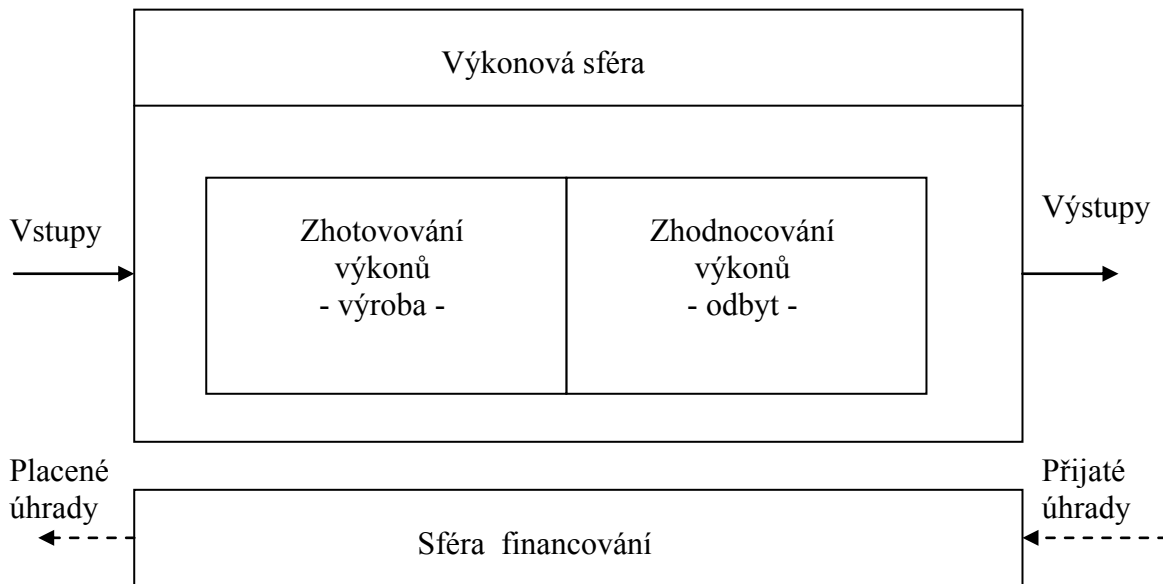 Výkonová sféra
Vstupy
Zhotovování
výkonů
- výroba -
Zhodnocování
výkonů
- odbyt -
Výstupy
Placené
úhrady
Sféra financování
Přijaté
úhrady